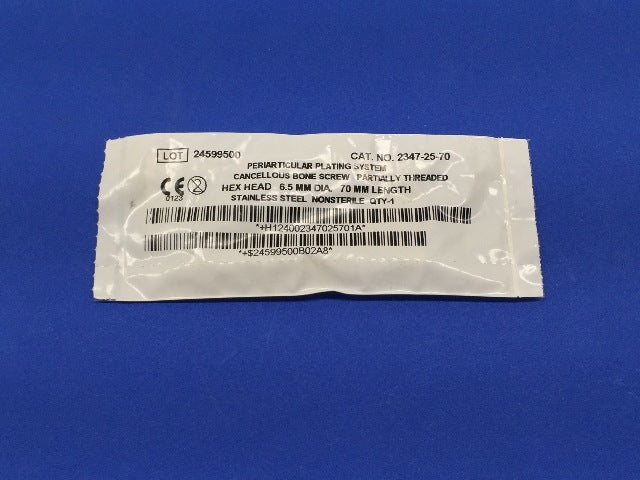 LOT 24599500 CAT. NO. 2347-25-70
PERIARTICULAR PLATING SYSTEM
CANCELLOUS BONE SCREW PARTIALLY THREADED
HEX HEAD 6.5 MM DIA. 70 MM LENGTH
STAINLESS STEEL NONSTERILE QTY-1
CE 0123 2
*+H124002347025701A*
*+$24599500B02A8*